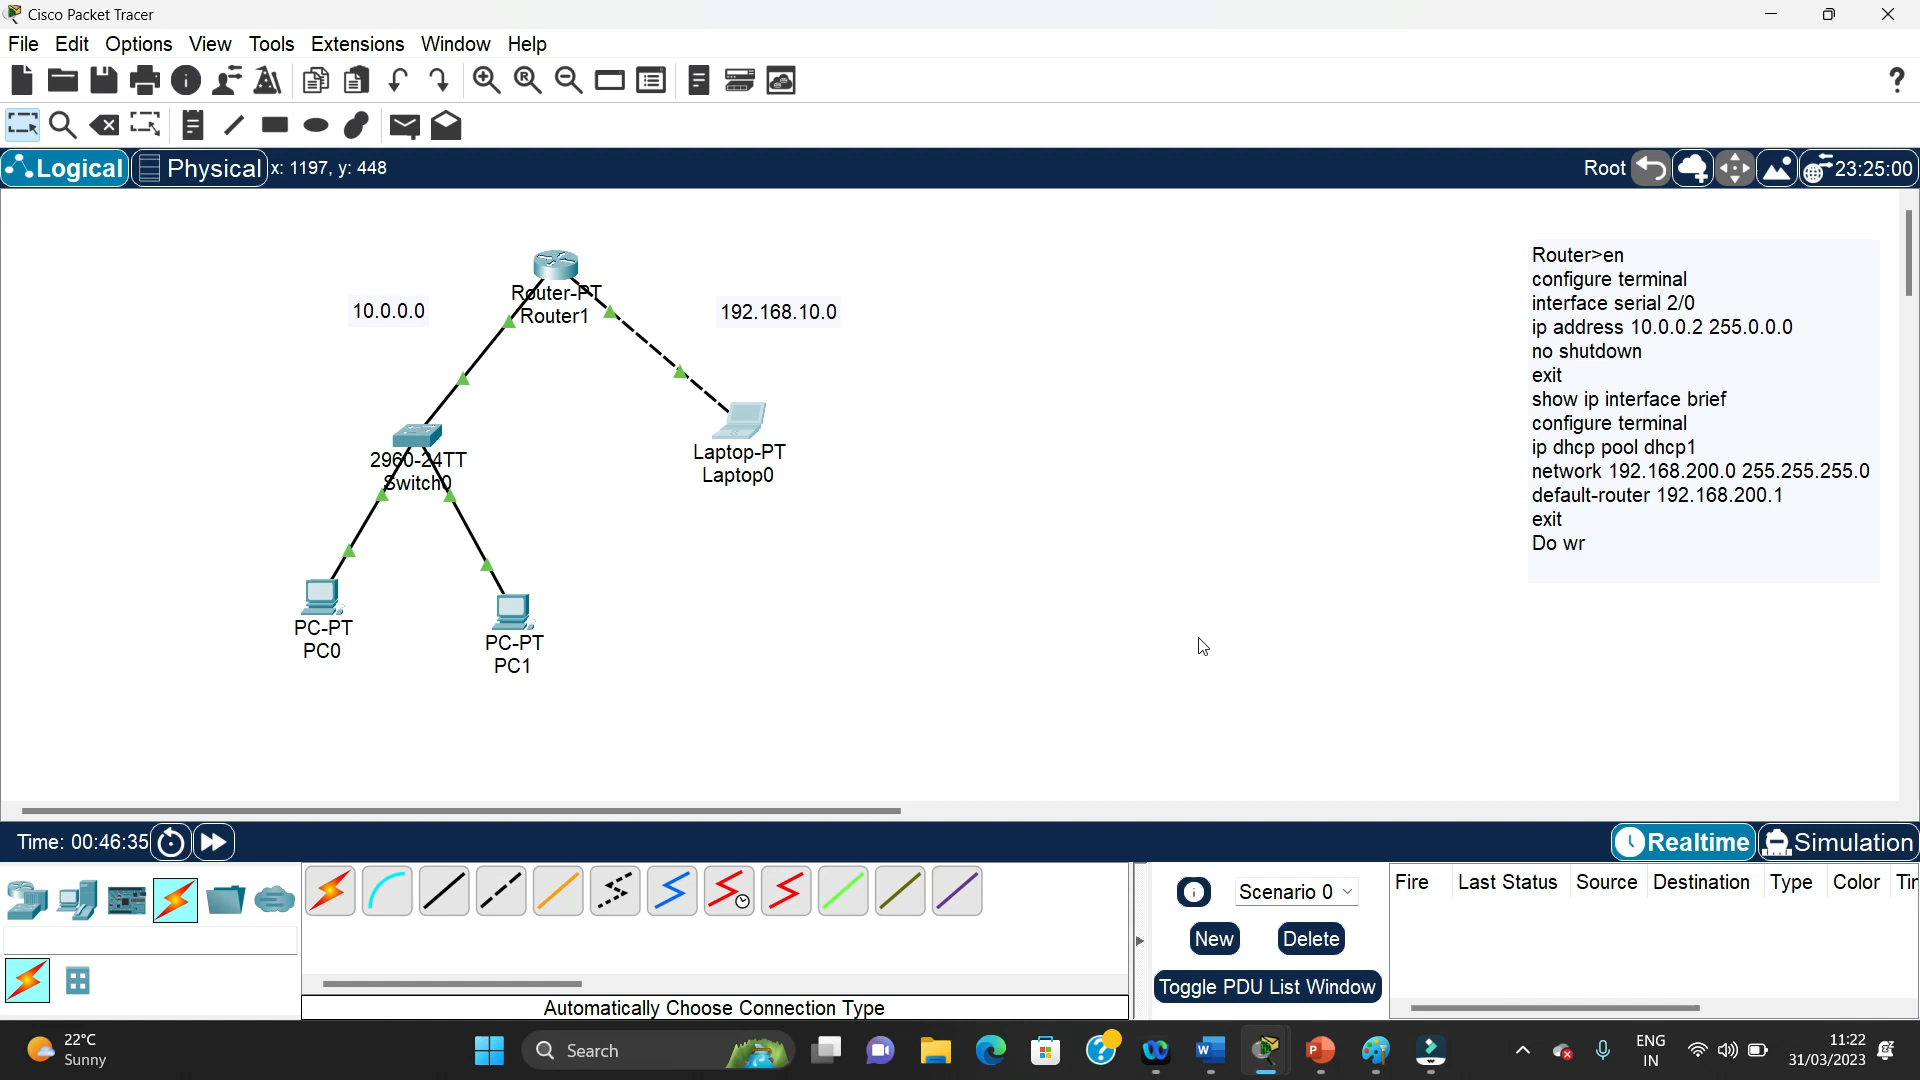 Cisco Packet Tracer
File Edit Options View Tools Extensions Window Help
Logical Physical x: 1197, y: 448 Root 23:25:00
Router-PT
Router1
10.0.0.0
192.168.10.0
2960-24TT
Switch0
Laptop-PT
Laptop0
PC-PT
PC0
PC-PT
PC1
Router>en
configure terminal
interface serial 2/0
ip address 10.0.0.2 255.0.0.0
no shutdown
exit
show ip interface brief
configure terminal
ip dhcp pool dhcp1
network 192.168.200.0 255.255.255.0
default-router 192.168.200.1
exit
Do wr
Time: 00:46:35 Realtime Simulation
Scenario 0
New Delete
Toggle PDU List Window
Fire Last Status Source Destination Type Color Tir
Automatically Choose Connection Type
22°C
Sunny
Search
ENG
IN
11:22
31/03/2023